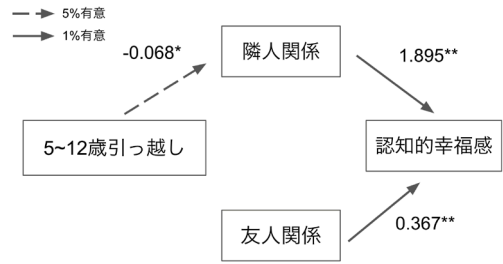 5%有意
1%有意
-0.068*
隣人関係
1.895**
5~12歳引っ越し
認知的幸福感
友人関係
0.367**